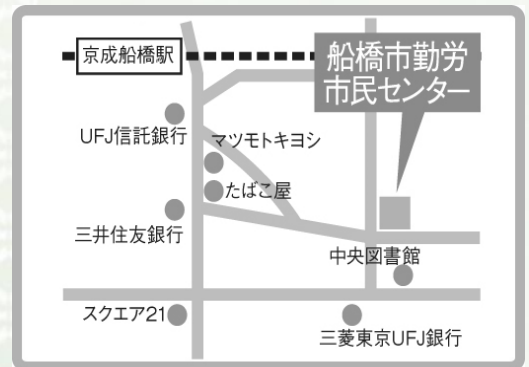 京成船橋駅
船橋市勤労
市民センター
UFJ信託銀行
マツモトキヨシ
たばこ屋
三井住友銀行
中央図書館
スクエア21
三菱東京UFJ銀行